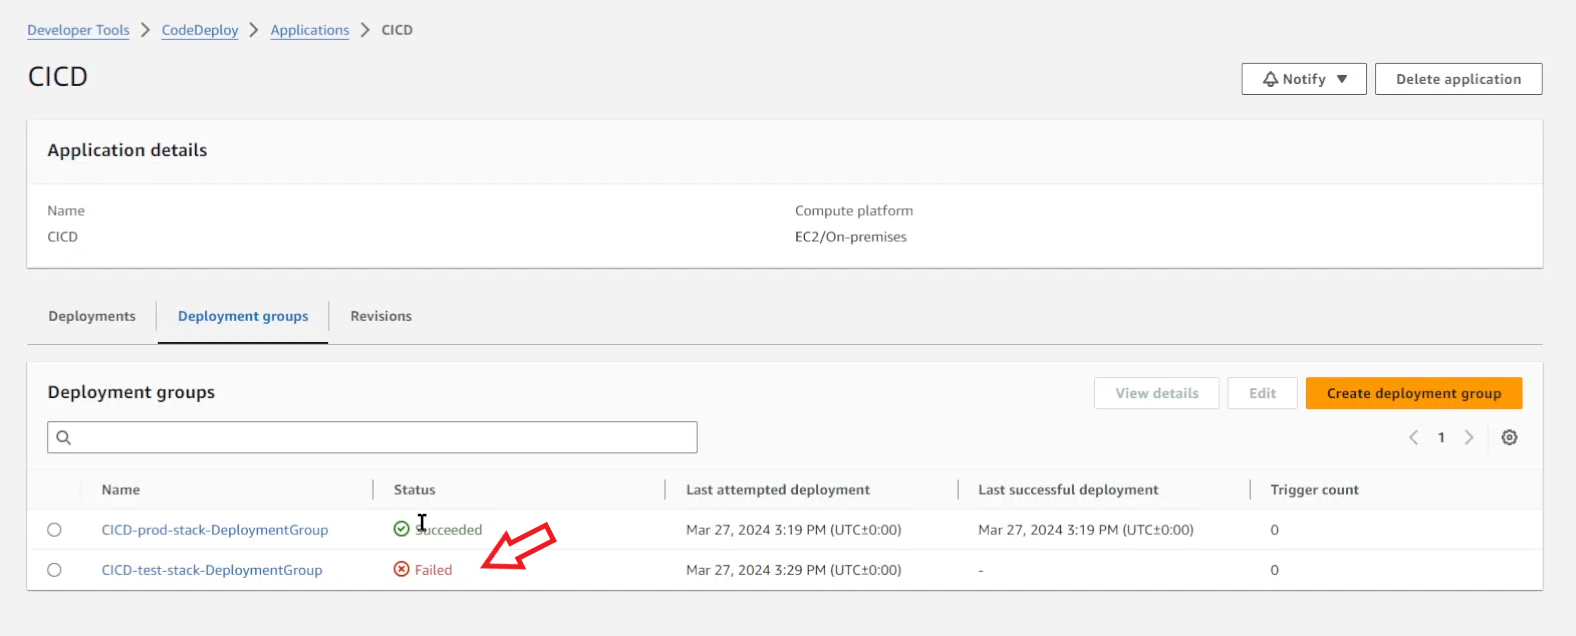 Developer Tools > CodeDeploy > Applications > CICD
CICD
Notify ▼ Delete application
Application details
Name Compute platform
CICD EC2/On-premises
Deployments Deployment groups Revisions
Deployment groups
View details Edit Create deployment group
< 1 >
Name Status Last attempted deployment Last successful deployment Trigger count
CICD-prod-stack-DeploymentGroup Succeeded Mar 27, 2024 3:19 PM (UTC±0:00) Mar 27, 2024 3:19 PM (UTC±0:00) 0
CICD-test-stack-DeploymentGroup Failed Mar 27, 2024 3:29 PM (UTC±0:00) - 0